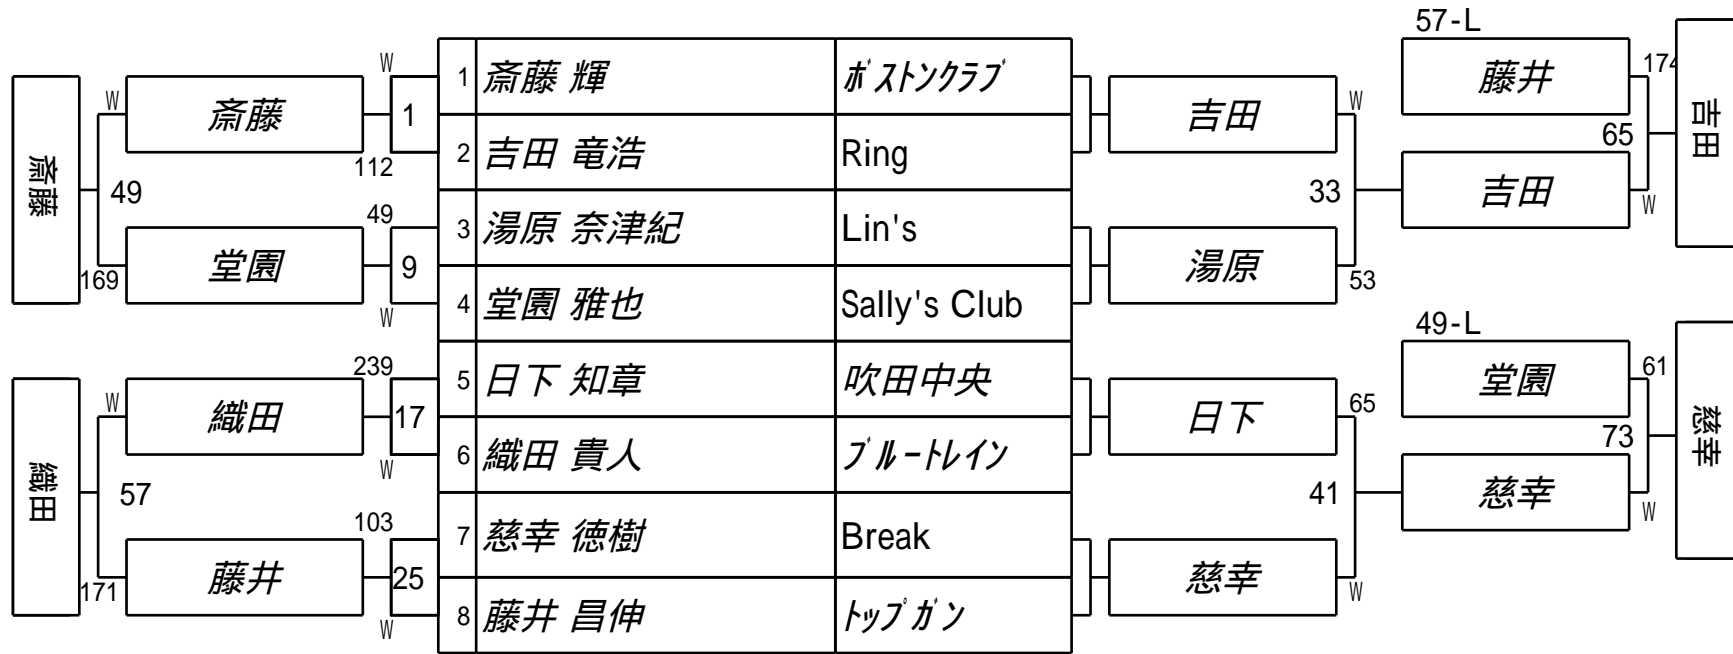 57-L
W
1 斎藤 輝 ボストンクラブ
藤井
174
W
斎藤
1
吉田
W
吉田
2 吉田 竜浩 Ring
112
65
斎藤
49
33
吉田
W
49
3 湯原 奈津紀 Lin's
堂園
9
湯原
169
53
4 堂園 雅也 Sally's Club
W
49-L
239
5 日下 知章 吹田中央
堂園
61
W
織田
17
日下
65
慈幸
6 織田 貴人 ブルートレイン
W
73
織田
57
41
慈幸
W
103
7 慈幸 徳樹 Break
藤井
25
慈幸
171
W
8 藤井 昌伸 トップガン
W